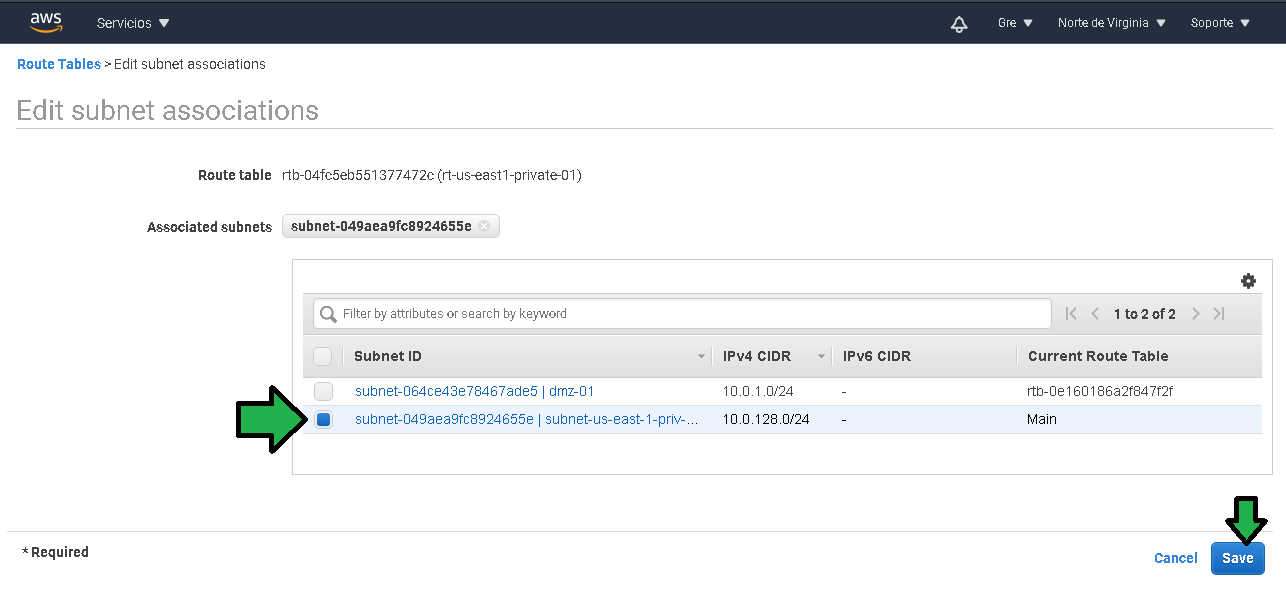 aws Servicios Gre Norte de Virginia Soporte
Route Tables > Edit subnet associations
Edit subnet associations
Route table rtb-04fc5eb551377472c (rt-us-east1-private-01)
Associated subnets subnet-049aea9fc8924655e
Filter by attributes or search by keyword 1 to 2 of 2
Subnet ID IPv4 CIDR IPv6 CIDR Current Route Table
subnet-064ce43e78467ade5 | dmz-01 10.0.1.0/24 - rtb-0e160186a2f847f2f
subnet-049aea9fc8924655e | subnet-us-east-1-priv-... 10.0.128.0/24 - Main
* Required
Cancel Save